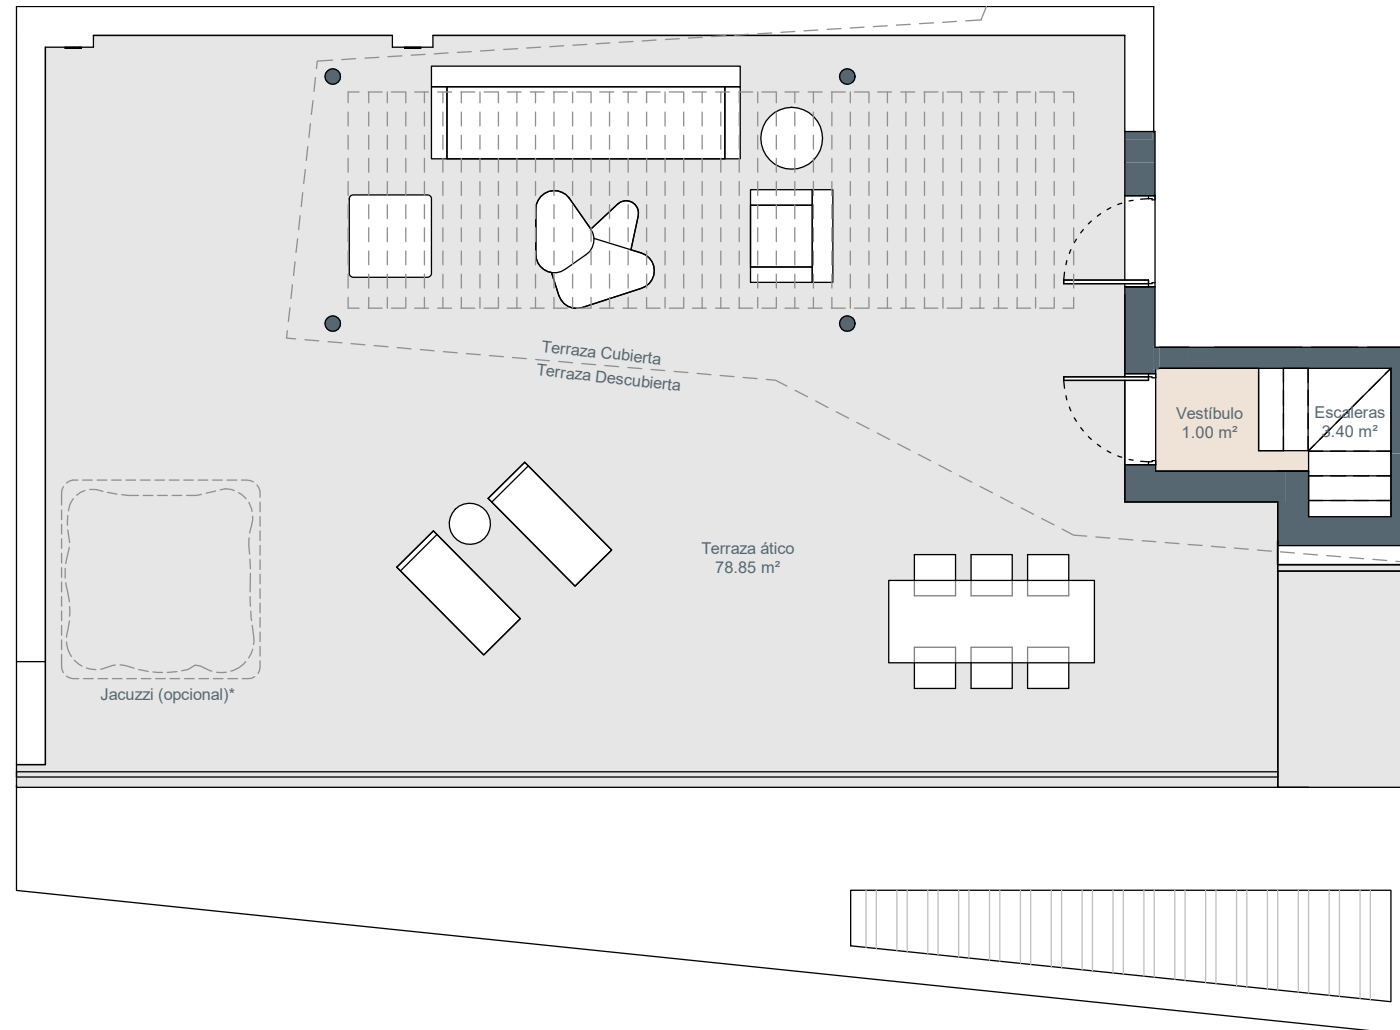 Terraza Cubierta
Terraza Descubierta
Vestíbulo
1.00 m²
Escaleras
3.40 m²
Terraza ático
78.85 m²
Jacuzzi (opcional)*